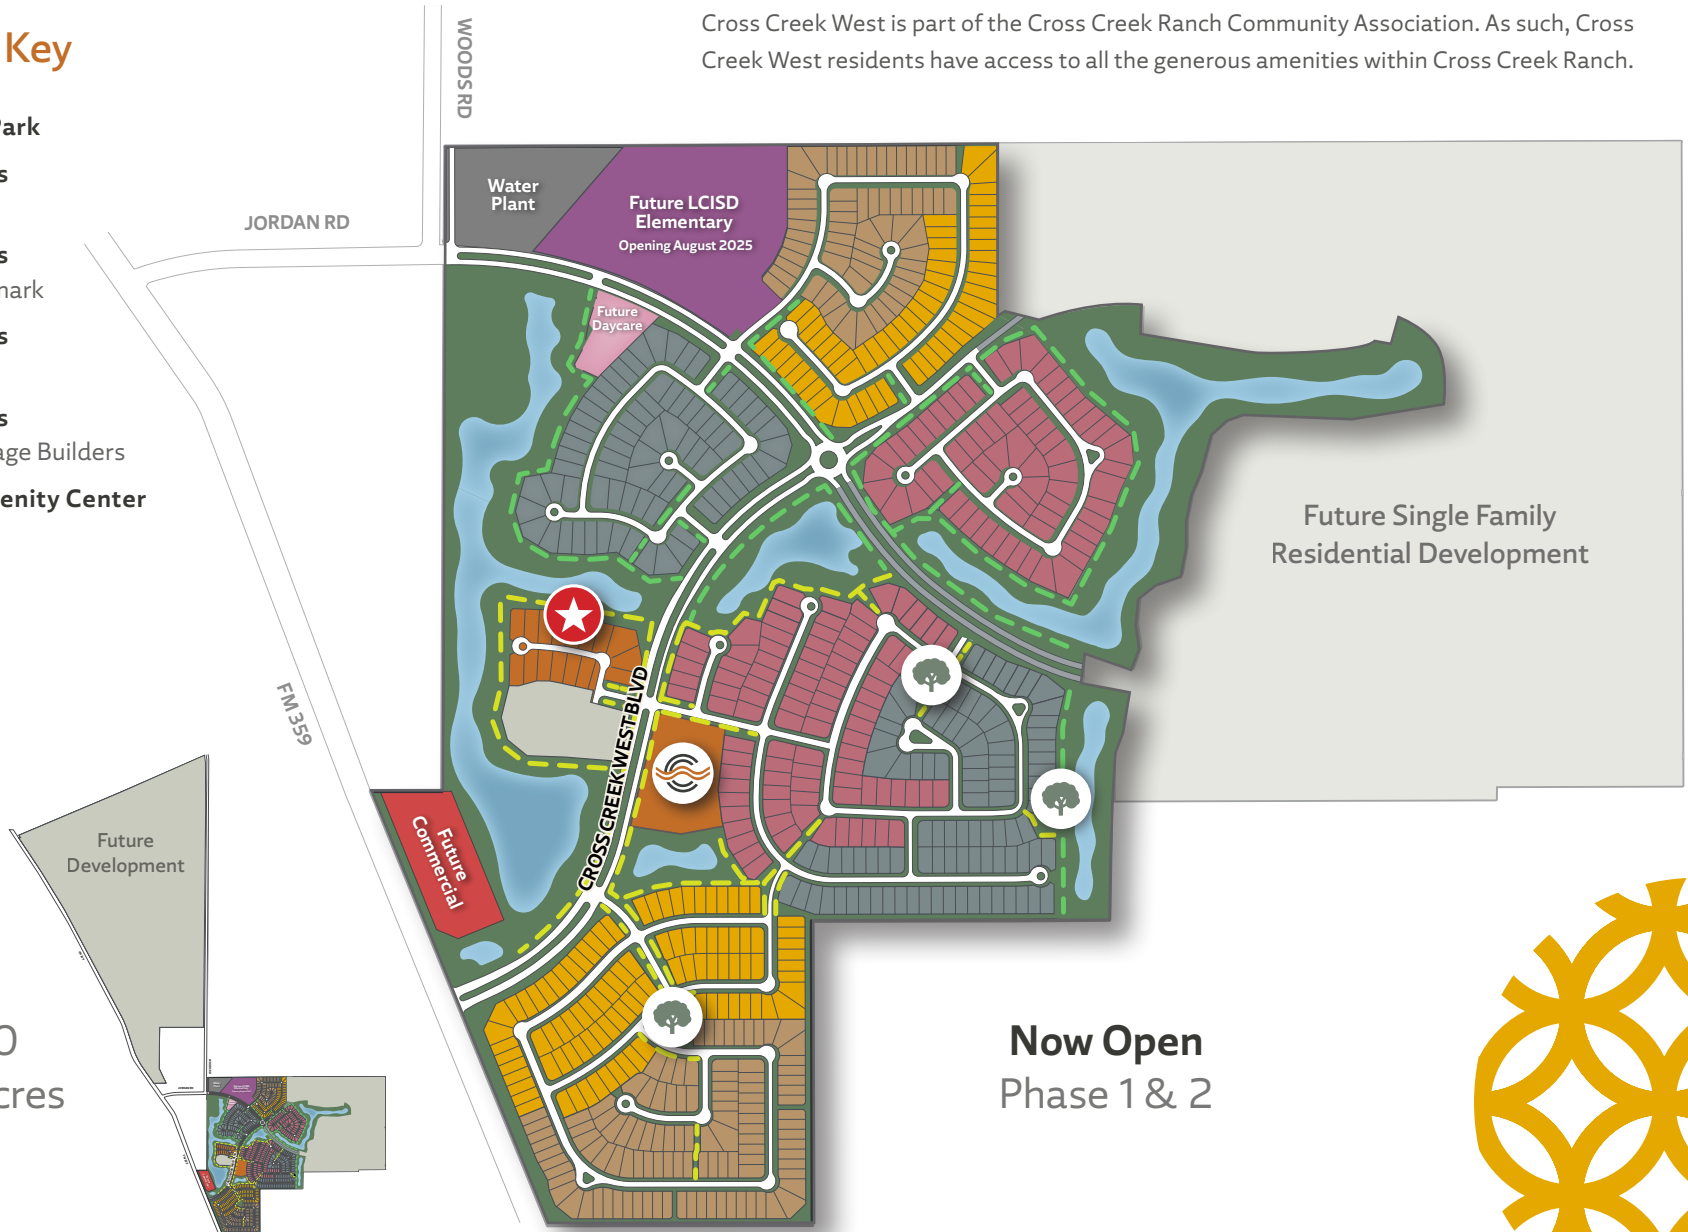 Key
Park
s
s
mark
s
s
age Builders
enity Center
Cross Creek West is part of the Cross Creek Ranch Community Association. As such, Cross
Creek West residents have access to all the generous amenities within Cross Creek Ranch.
WOODS RD
JORDAN RD
FM 359
Water
Plant
Future LCISD
Elementary
Opening August 2025
Future
Daycare
Future Single Family
Residential Development
CROSS CREEK WEST BLVD
Future
Commercial
Future
Development
0
cres
Now Open
Phase 1 & 2